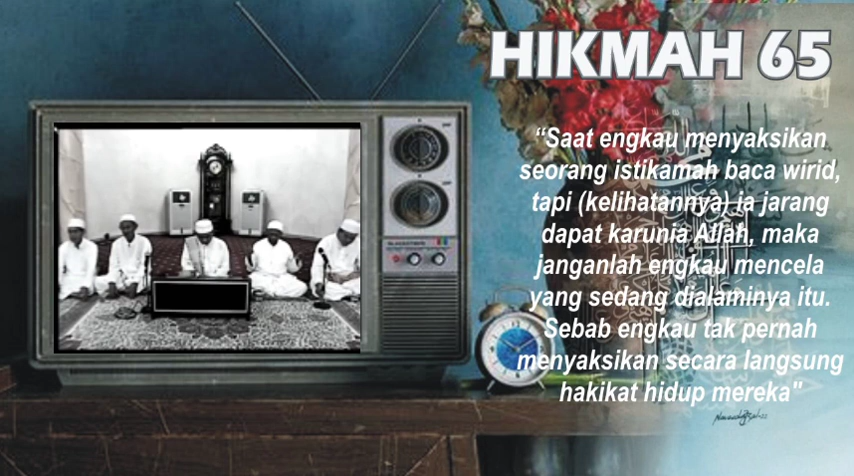 HIKMAH 65
“Saat engkau menyaksikan
seorang istikamah baca wirid,
tapi (kelihatannya) ia jarang
dapat karunia Allah, maka
janganlah engkau mencela
yang sedang dialaminya itu.
Sebab engkau tak pernah
menyaksikan secara langsung
hakikat hidup mereka"